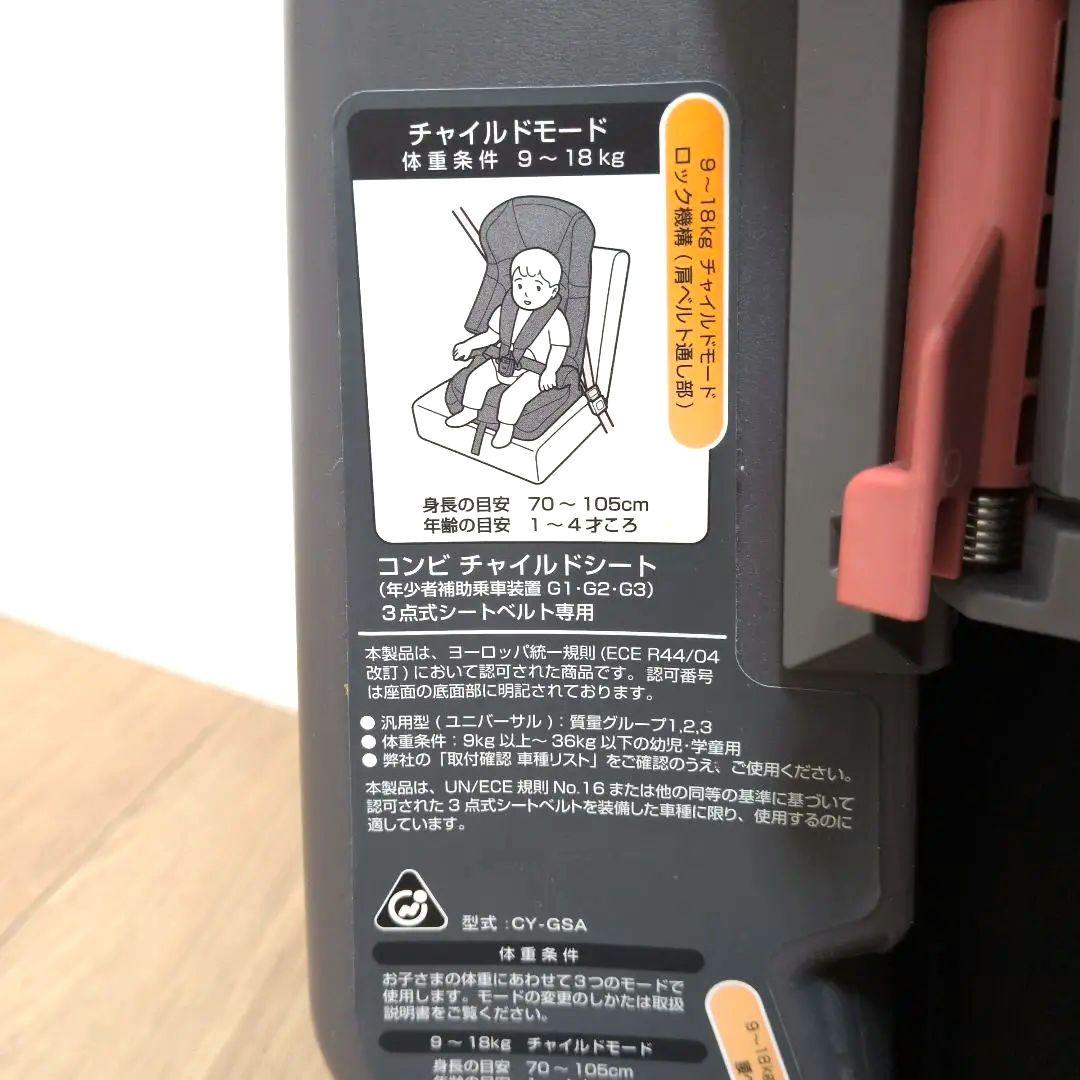 チャイルドモード
体重条件 9～18kg
9～18kg チャイルドモード
ロック機構(肩ベルト通し部)
身長の目安 70～105cm
年齢の目安 1～4才ころ
コンビ チャイルドシート
(年少者補助乗車装置 G1・G2・G3)
3点式シートベルト専用
本製品は、ヨーロッパ統一規則(ECE R44/04
改訂)において認可された商品です。認可番号
は座面の底面部に明記されております。
●汎用型(ユニバーサル):質量グループ1,2,3
●体重条件:9kg以上～36kg以下の幼児・学童用
●弊社の「取付確認 車種リスト」をご確認のうえ、ご使用ください。
本製品は、UN/ECE 規則 No.16 または他の同等の基準に基づいて
認可された3点式シートベルトを装備した車種に限り、使用するのに
適しています。
型式:CY-GSA
体重条件
お子さまの体重にあわせて3つのモードで
使用します。モードの変更のしかたは取扱
説明書をご覧ください。
9～18kg チャイルドモード
身長の目安 70～105cm
9～18kg